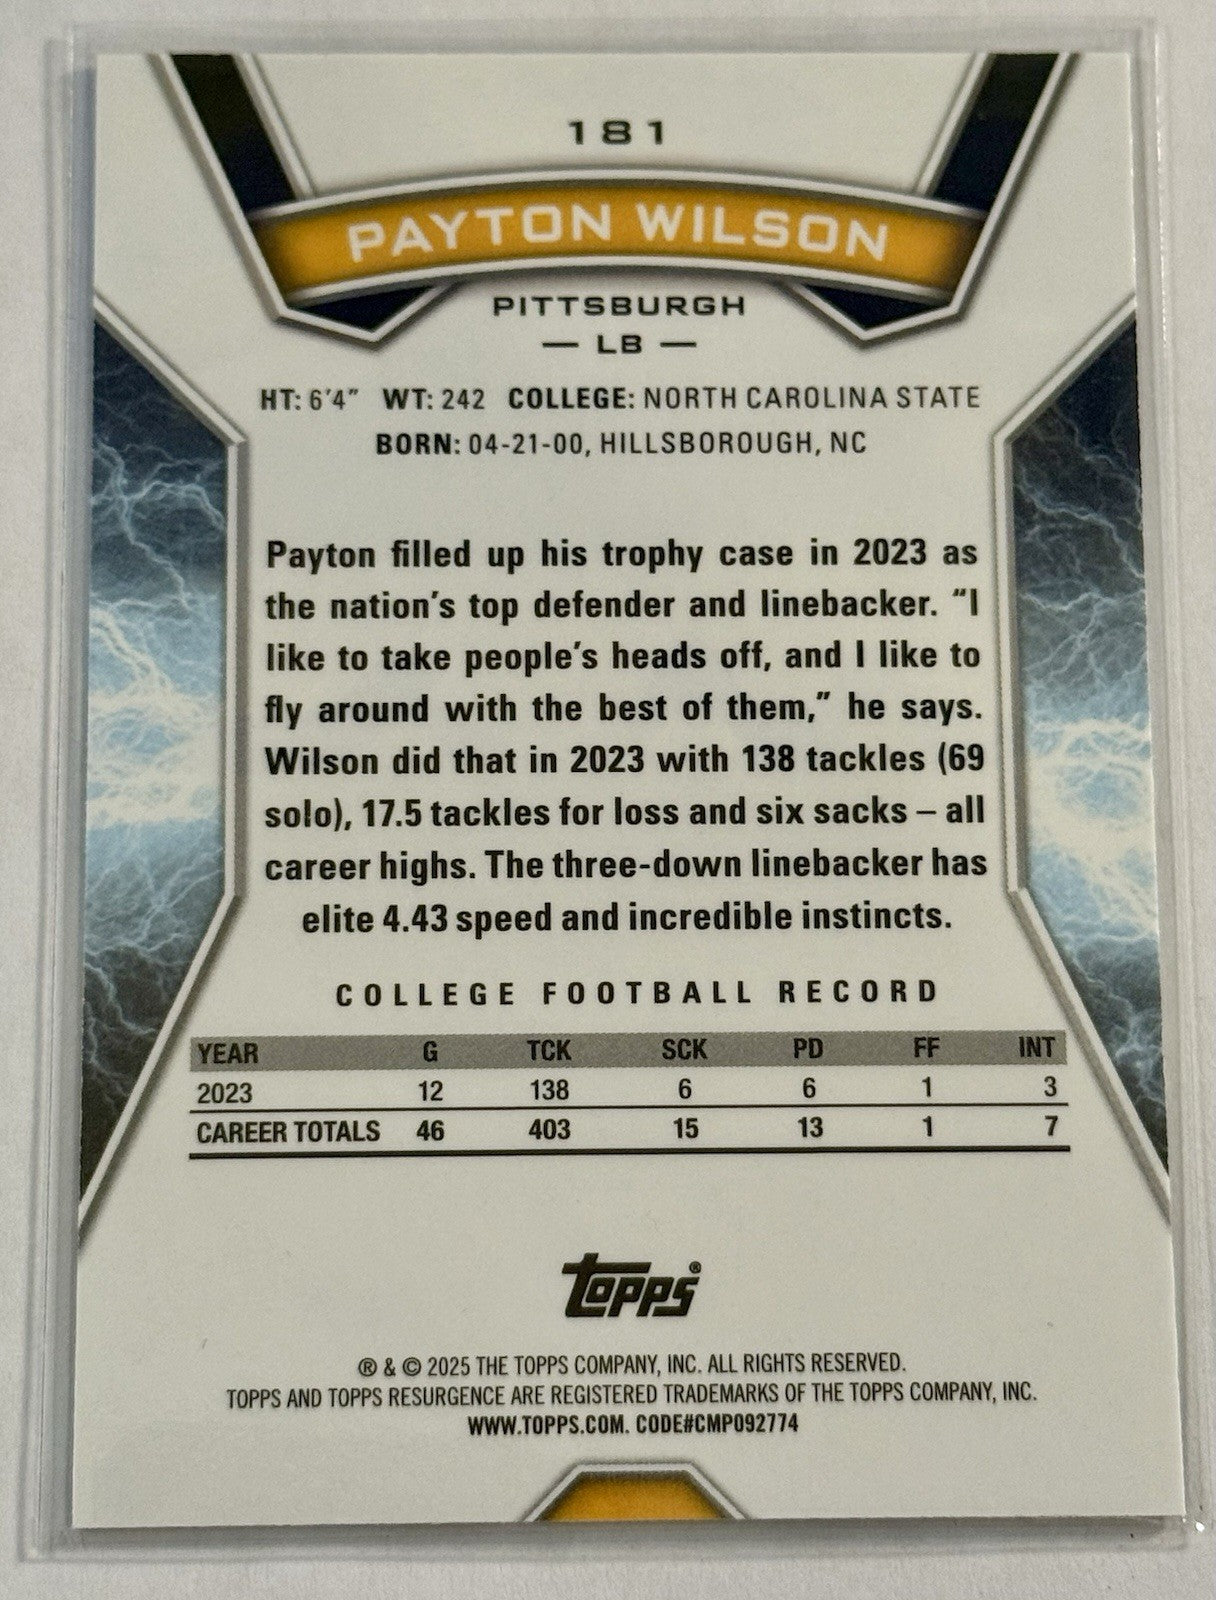 181
PAYTON WILSON
PITTSBURGH
— LB —
HT: 6'4" WT: 242 COLLEGE: NORTH CAROLINA STATE
BORN: 04-21-00, HILLSBOROUGH, NC
Payton filled up his trophy case in 2023 as
the nation's top defender and linebacker. “I
like to take people's heads off, and I like to
fly around with the best of them,” he says.
Wilson did that in 2023 with 138 tackles (69
solo), 17.5 tackles for loss and six sacks – all
career highs. The three-down linebacker has
elite 4.43 speed and incredible instincts.
COLLEGE FOOTBALL RECORD
YEAR G TCK SCK PD FF INT
2023 12 138 6 6 1 3
CAREER TOTALS 46 403 15 13 1 7
topps®
® & © 2025 THE TOPPS COMPANY, INC. ALL RIGHTS RESERVED.
TOPPS AND TOPPS RESURGENCE ARE REGISTERED TRADEMARKS OF THE TOPPS COMPANY, INC.
WWW.TOPPS.COM. CODE#CMP092774